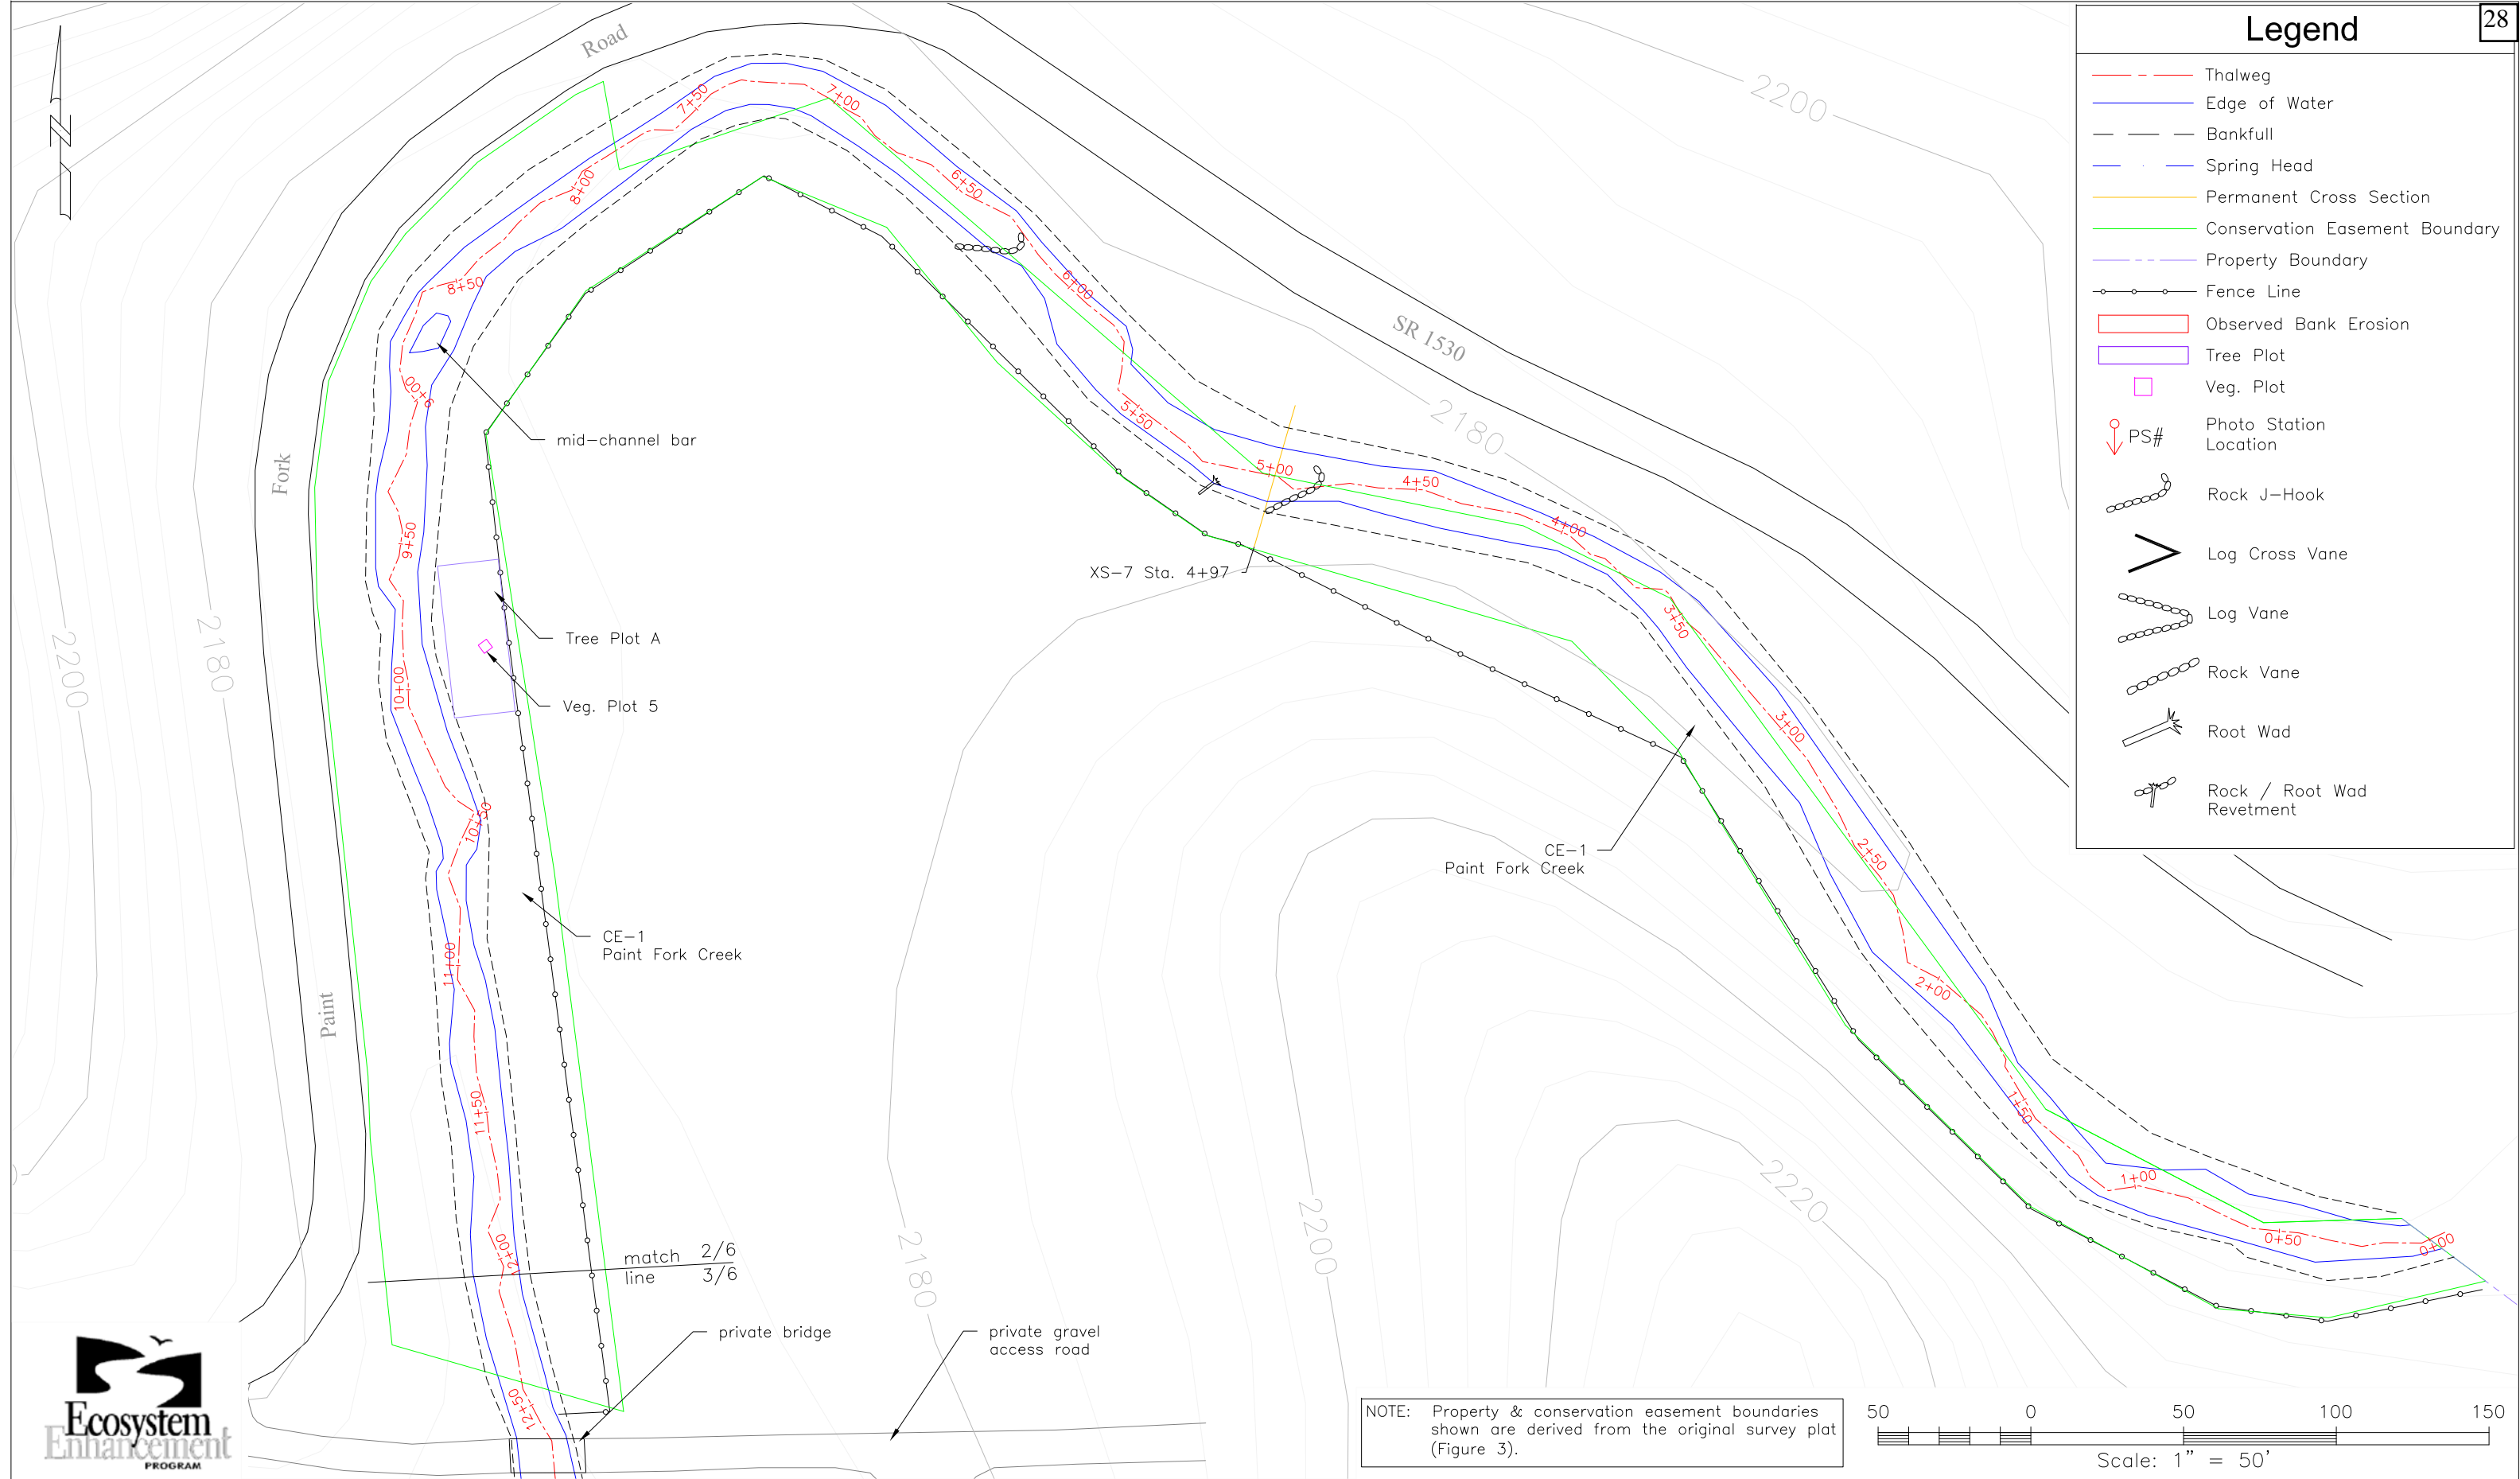 28
Legend
Thalweg
Edge of Water
Bankfull
Spring Head
Permanent Cross Section
Conservation Easement Boundary
Property Boundary
Fence Line
Observed Bank Erosion
Tree Plot
Veg. Plot
PS#
Photo Station
Location
Rock J-Hook
Log Cross Vane
Log Vane
Rock Vane
Root Wad
Rock / Root Wad
Revetment
N
Road
SR 1530
Fork
Paint
2200
2180
2200
2180
2180
2200
2220
7+50
7+00
6+50
8+00
8+50
6+00
9+00
5+50
5+00
4+50
4+00
9+50
3+50
10+00
3+00
10+50
2+50
11+00
2+00
11+50
1+50
1+00
0+50
0+00
12+00
12+50
mid-channel bar
XS-7 Sta. 4+97
Tree Plot A
Veg. Plot 5
CE-1
Paint Fork Creek
CE-1
Paint Fork Creek
match 2/6
line 3/6
private bridge
private gravel
access road
NOTE: Property & conservation easement boundaries
shown are derived from the original survey plat
(Figure 3).
50 0 50 100 150
Scale: 1" = 50'
Ecosystem
Enhancement
PROGRAM